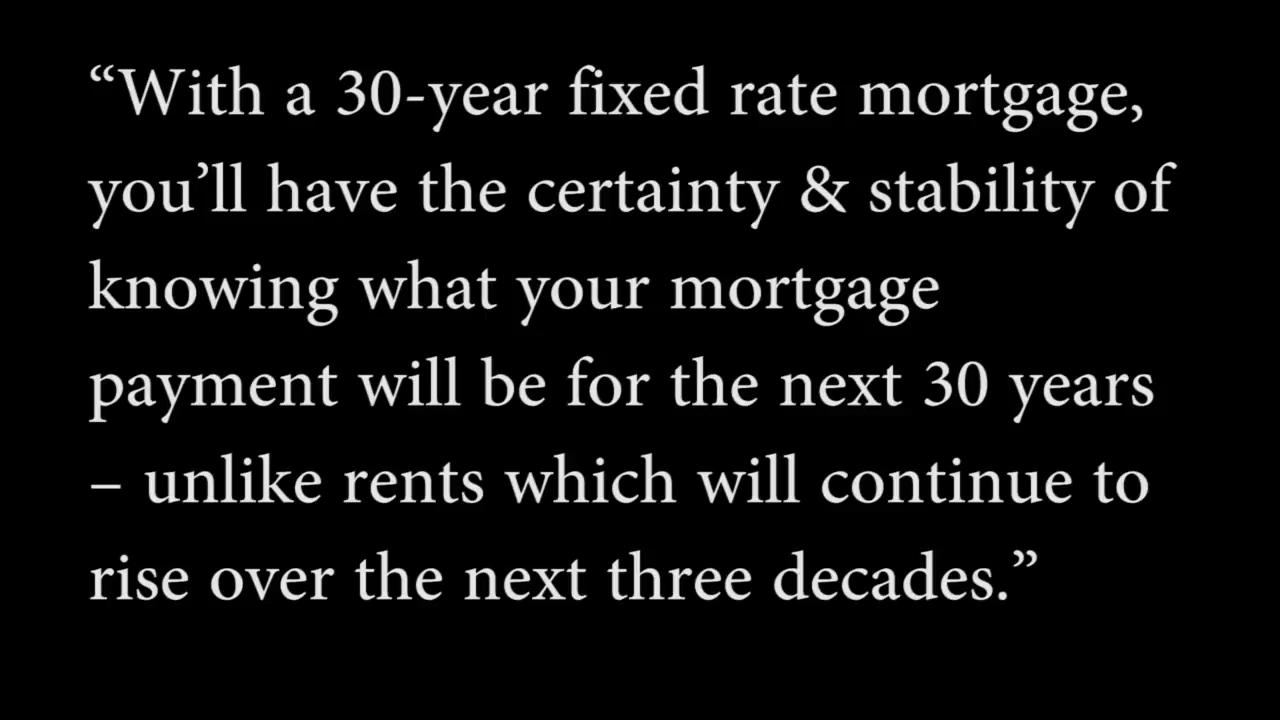 “With a 30-year fixed rate mortgage,
you’ll have the certainty & stability of
knowing what your mortgage
payment will be for the next 30 years
– unlike rents which will continue to
rise over the next three decades.”